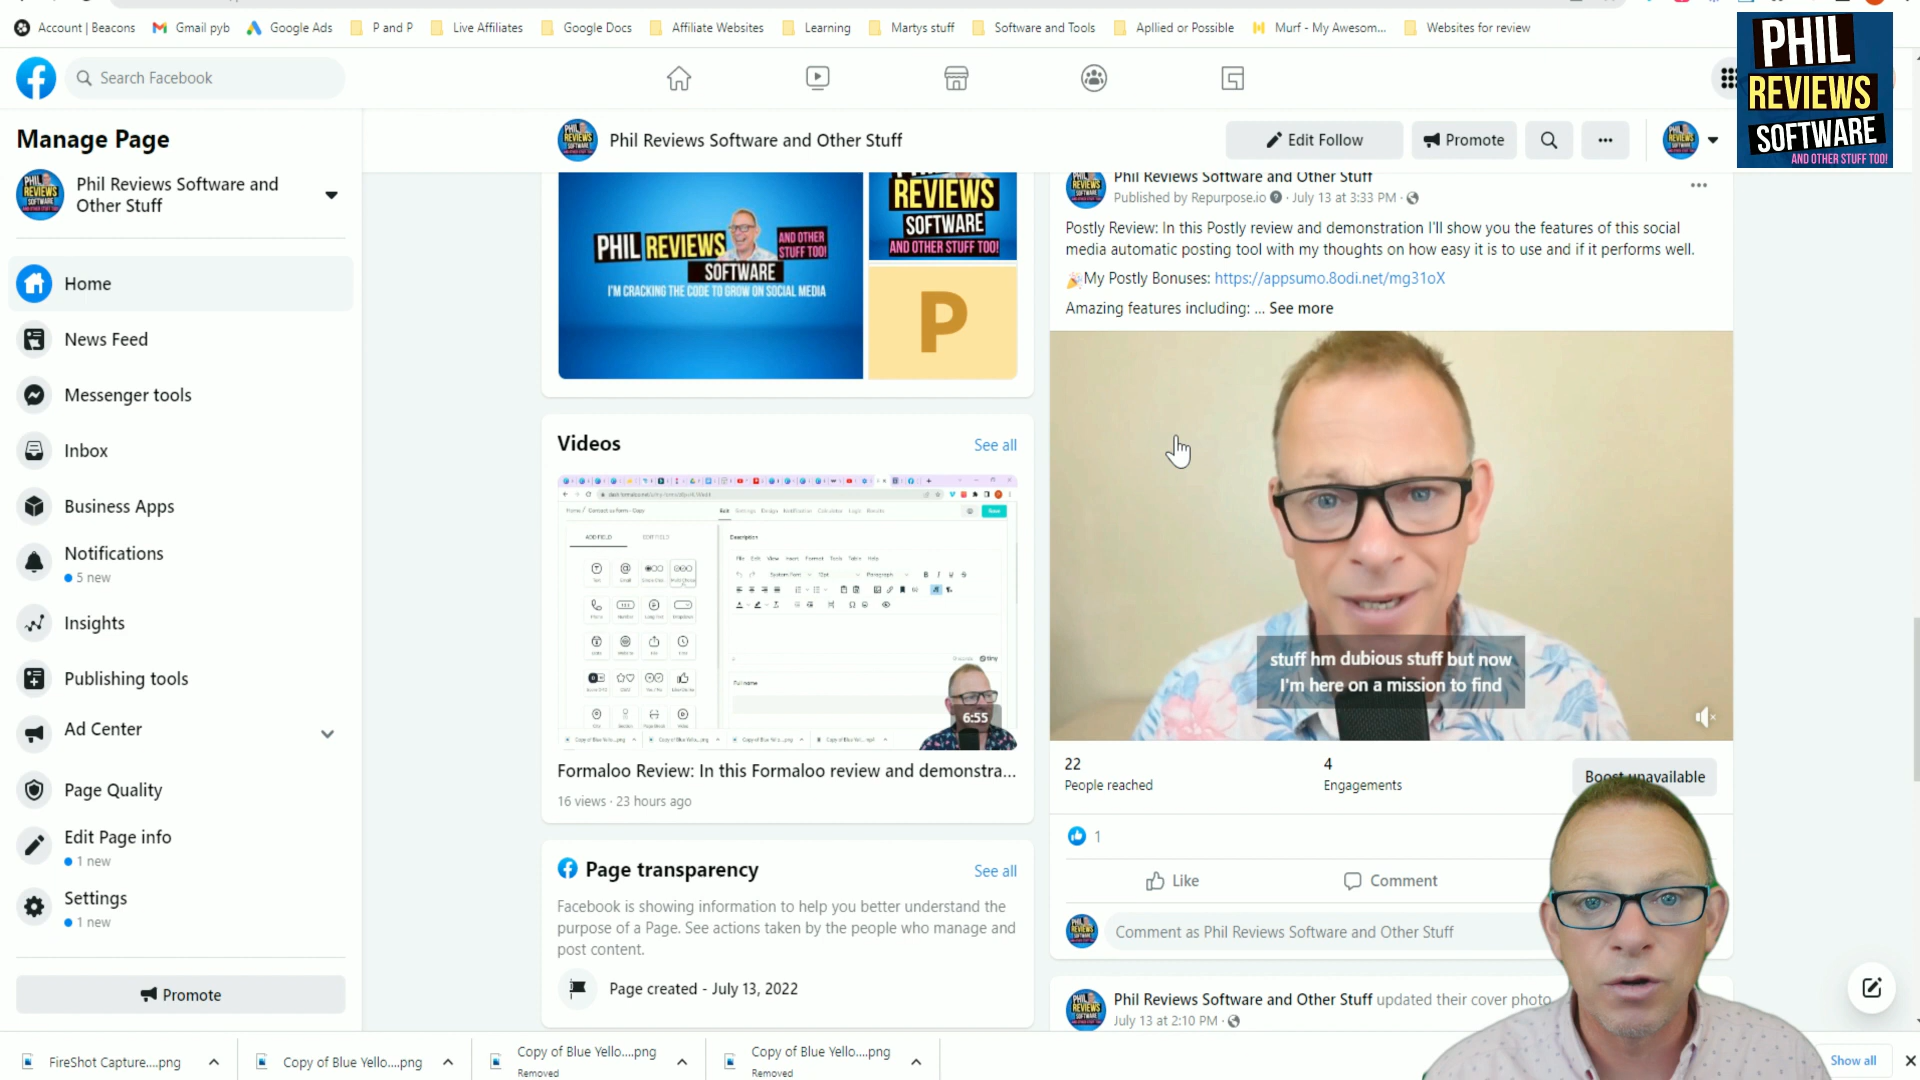 Account | Beacons
Gmail pyb
Google Ads
P and P
Live Affiliates
Google Docs
Affiliate Websites
Learning
Martys stuff
Software and Tools
Apllied or Possible
Murf - My Awesom...
Websites for review
Search Facebook
PHIL
REVIEWS
SOFTWARE
AND OTHER STUFF TOO!
Manage Page
Phil Reviews Software and
Other Stuff
Home
News Feed
Messenger tools
Inbox
Business Apps
Notifications
5 new
Insights
Publishing tools
Ad Center
Page Quality
Edit Page info
1 new
Settings
1 new
Promote
Phil Reviews Software and Other Stuff
Edit Follow
Promote
PHIL REVIEWS AND OTHER STUFF TOO!
SOFTWARE
I'M CRACKING THE CODE TO GROW ON SOCIAL MEDIA
REVIEWS
SOFTWARE
AND OTHER STUFF TOO!
P
Videos
See all
ADD FIELD
EDIT FIELD
Description
Full name
6:55
Formaloo Review: In this Formaloo review and demonstra...
16 views · 23 hours ago
Page transparency
See all
Facebook is showing information to help you better understand the
purpose of a Page. See actions taken by the people who manage and
post content.
Page created - July 13, 2022
Phil Reviews Software and Other Stuff
Published by Repurpose.io · July 13 at 3:33 PM ·
Postly Review: In this Postly review and demonstration I'll show you the features of this social
media automatic posting tool with my thoughts on how easy it is to use and if it performs well.
My Postly Bonuses: https://appsumo.8odi.net/mg31oX
Amazing features including: ... See more
stuff hm dubious stuff but now
I'm here on a mission to find
22
People reached
4
Engagements
Boost unavailable
1
Like
Comment
Comment as Phil Reviews Software and Other Stuff
Phil Reviews Software and Other Stuff updated their cover photo
July 13 at 2:10 PM ·
FireShot Capture....png
Copy of Blue Yello....png
Copy of Blue Yello....png
Removed
Copy of Blue Yello....png
Removed
Show all